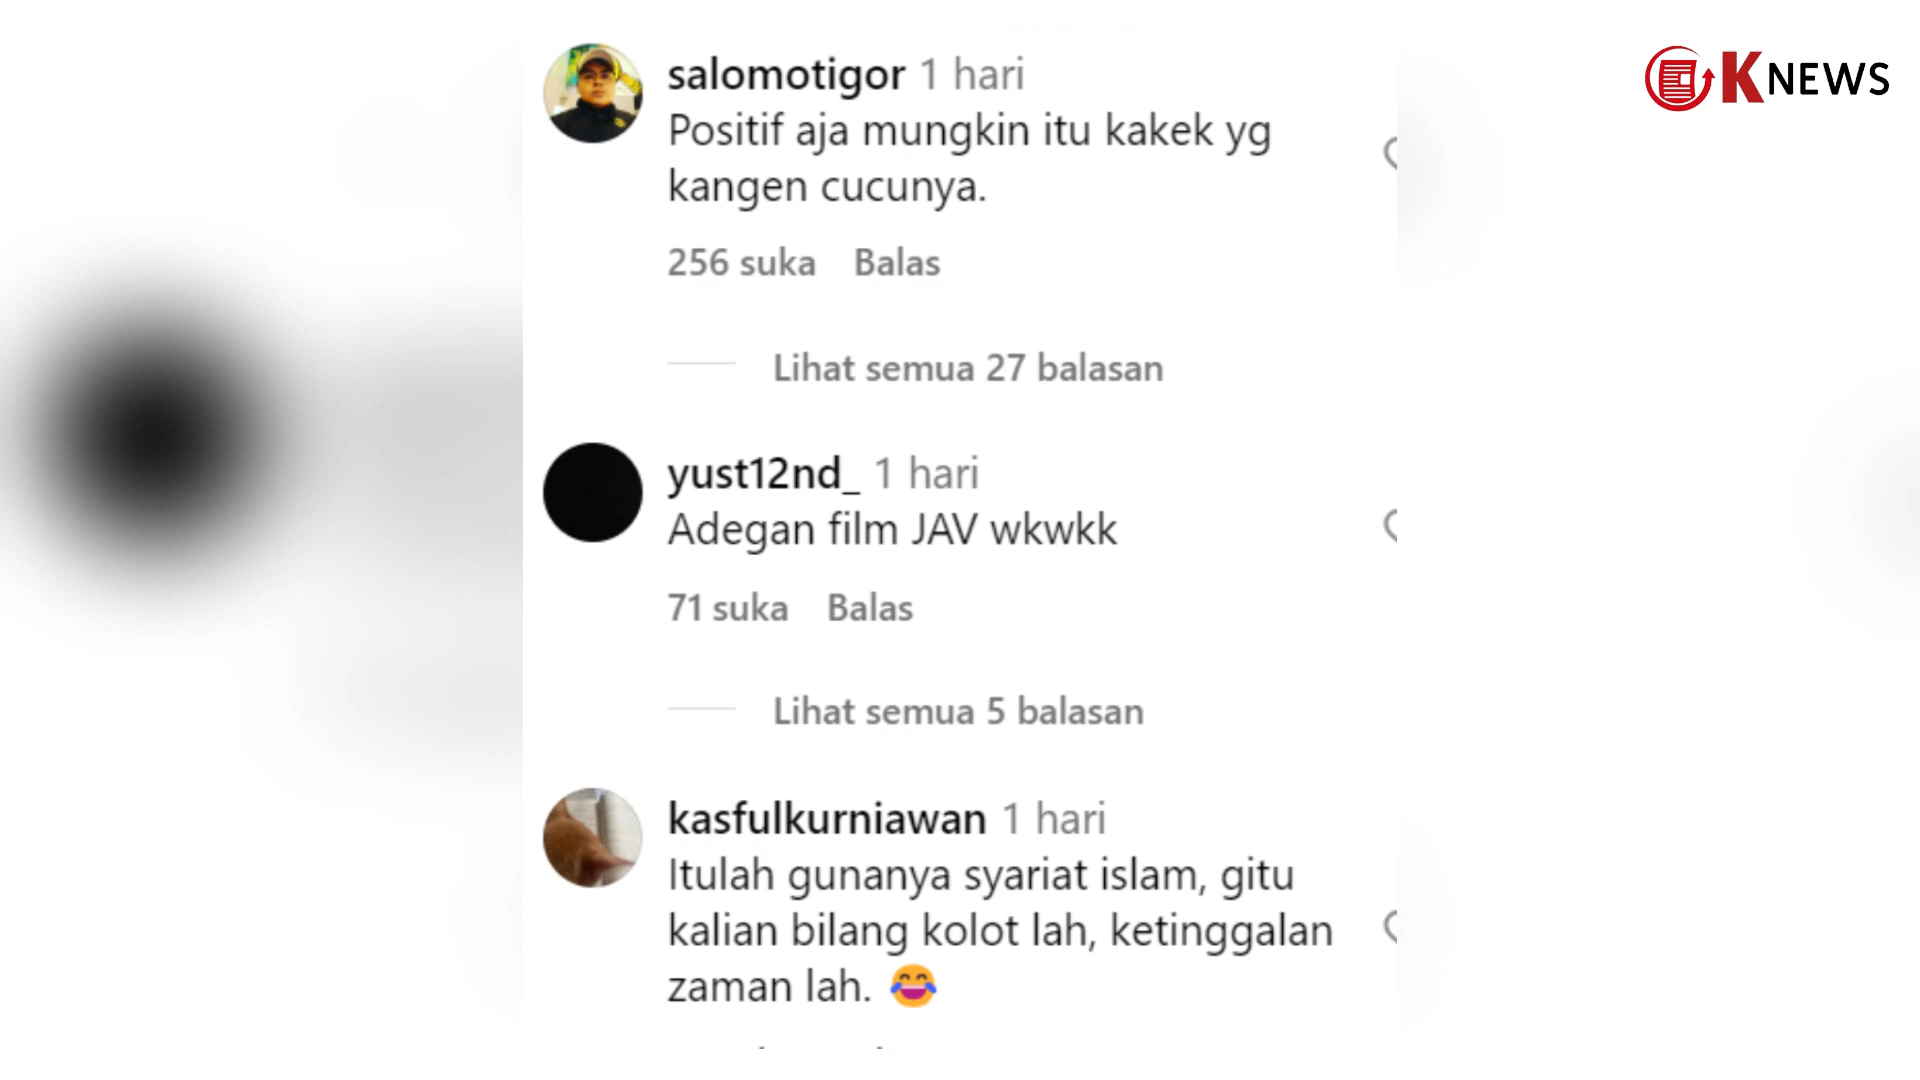 salomotigor 1 hari
Positif aja mungkin itu kakek yg
kangen cucunya.
256 suka Balas
Lihat semua 27 balasan
yust12nd_ 1 hari
Adegan film JAV wkwkk
71 suka Balas
Lihat semua 5 balasan
kasfulkurniawan 1 hari
Itulah gunanya syariat islam, gitu
kalian bilang kolot lah, ketinggalan
zaman lah. 😂
KNEWS